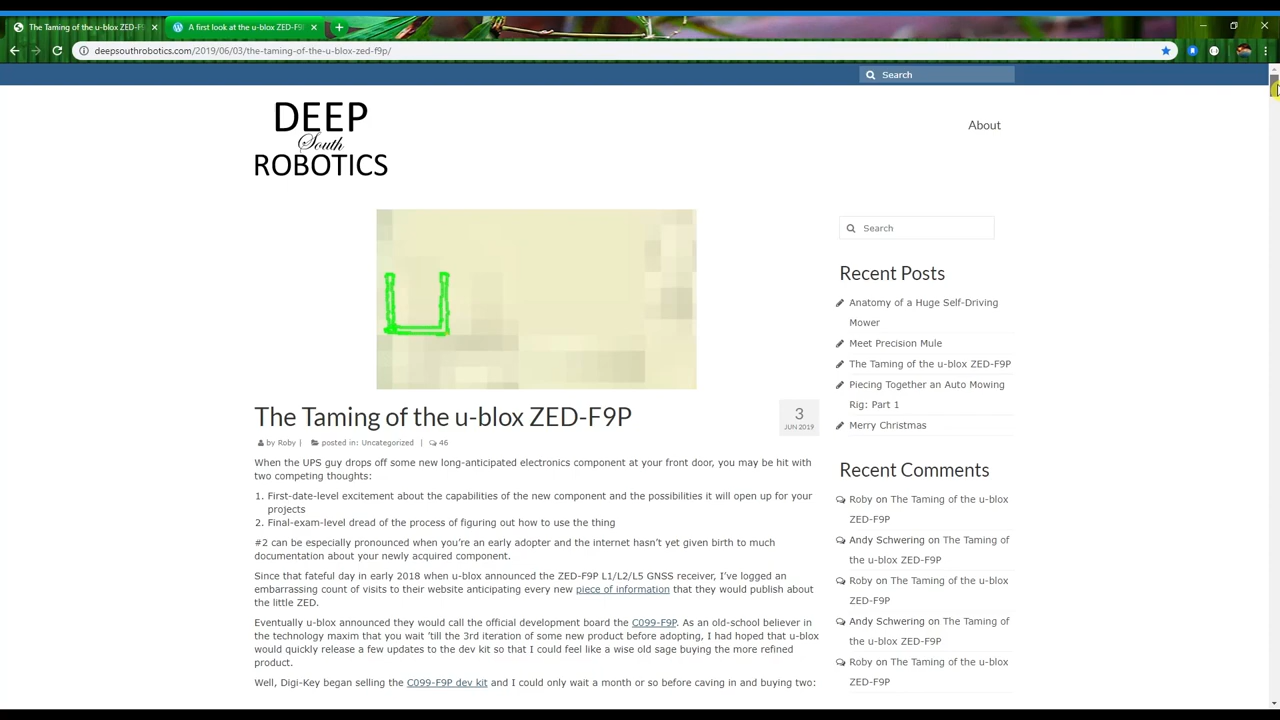 The Taming of the u-blox ZED-F9P
A first look at the u-blox ZED-F9P
deepsouthrobotics.com/2019/06/03/the-taming-of-the-u-blox-zed-f9p/
Search
DEEP
South
ROBOTICS
About
Search
Recent Posts
Anatomy of a Huge Self-Driving
Mower
Meet Precision Mule
The Taming of the u-blox ZED-F9P
Piecing Together an Auto Mowing
Rig: Part 1
Merry Christmas
Recent Comments
Roby on The Taming of the u-blox
ZED-F9P
Andy Schwering on The Taming of
the u-blox ZED-F9P
Roby on The Taming of the u-blox
ZED-F9P
Andy Schwering on The Taming of
the u-blox ZED-F9P
Roby on The Taming of the u-blox
ZED-F9P
The Taming of the u-blox ZED-F9P
3
JUN 2019
by Roby | posted in: Uncategorized | 46
When the UPS guy drops off some new long-anticipated electronics component at your front door, you may be hit with
two competing thoughts:
1. First-date-level excitement about the capabilities of the new component and the possibilities it will open up for your
projects
2. Final-exam-level dread of the process of figuring out how to use the thing
#2 can be especially pronounced when you're an early adopter and the internet hasn't yet given birth to much
documentation about your newly acquired component.
Since that fateful day in early 2018 when u-blox announced the ZED-F9P L1/L2/L5 GNSS receiver, I've logged an
embarrassing count of visits to their website anticipating every new piece of information that they would publish about
the little ZED.
Eventually u-blox announced they would call the official development board the C099-F9P. As an old-school believer in
the technology maxim that you wait 'till the 3rd iteration of some new product before adopting, I had hoped that u-blox
would quickly release a few updates to the dev kit so that I could feel like a wise old sage buying the more refined
product.
Well, Digi-Key began selling the C099-F9P dev kit and I could only wait a month or so before caving in and buying two: